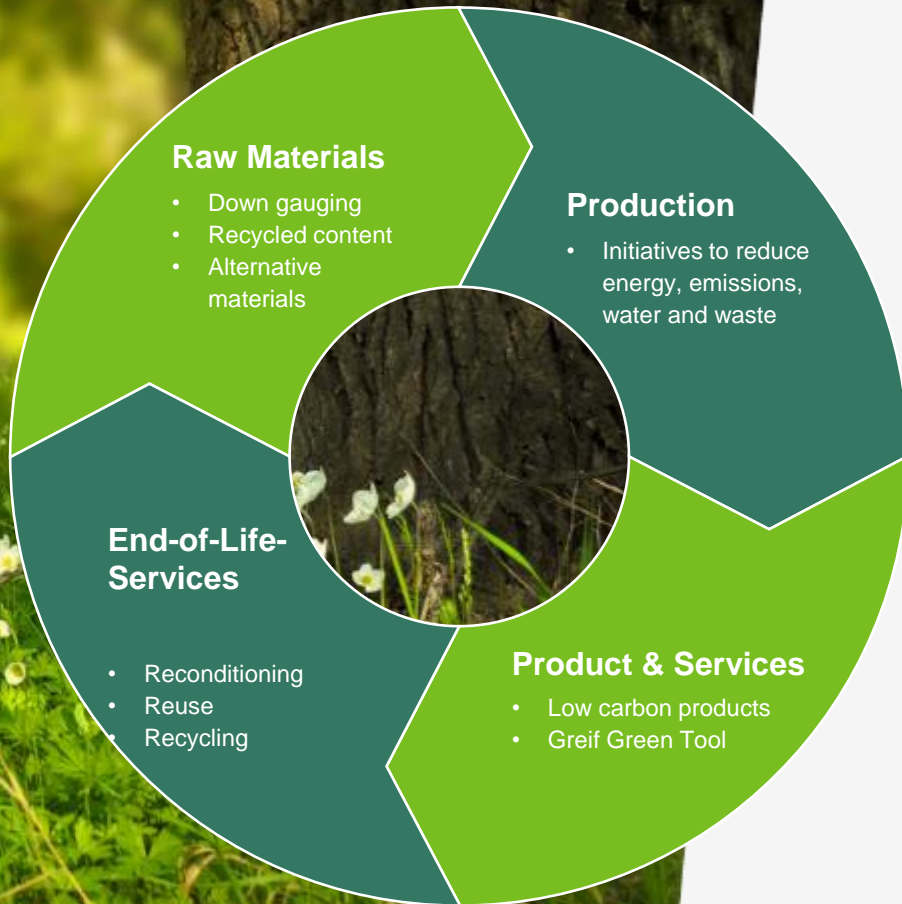 Raw Materials
• Down gauging
• Recycled content
• Alternative
materials
Production
• Initiatives to reduce
energy, emissions,
water and waste
Product & Services
• Low carbon products
• Greif Green Tool
End-of-Life-
Services
• Reconditioning
• Reuse
• Recycling